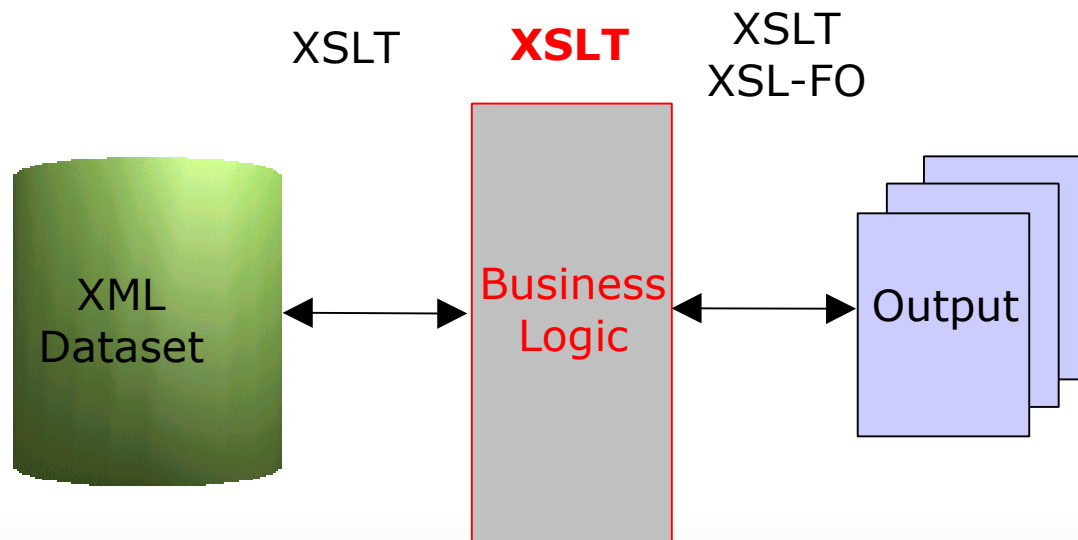 XSLT
XSLT
XSLT
XSL-FO
XML
Dataset
Business
Logic
Output